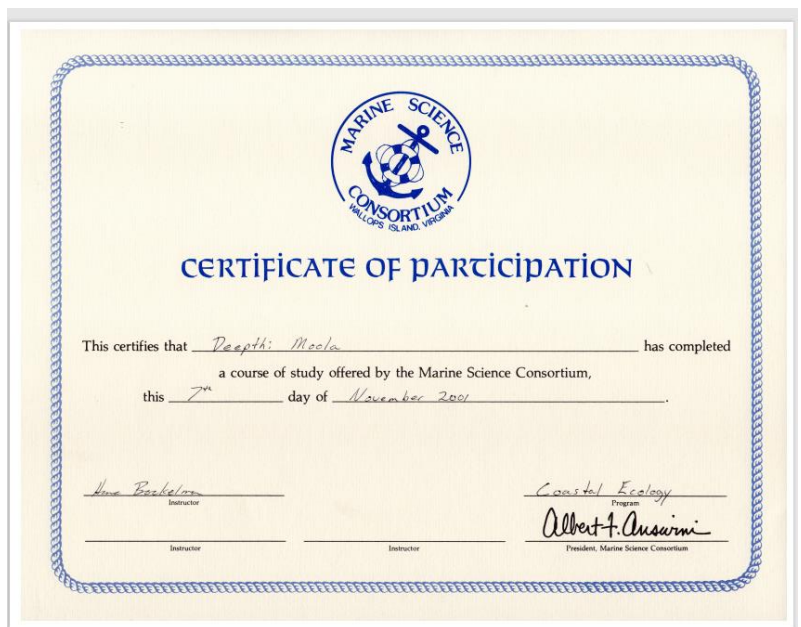 MARINE SCIENCE
CONSORTIUM
WALLOPS ISLAND, VIRGINIA
CERTIFICATE OF PARTICIPATION
This certifies that Deepthi Moola has completed
a course of study offered by the Marine Science Consortium,
this 7th day of November 2001.
Coastal Ecology
Instructor
Program
Albert F.
Instructor
Instructor
President, Marine Science Consortium